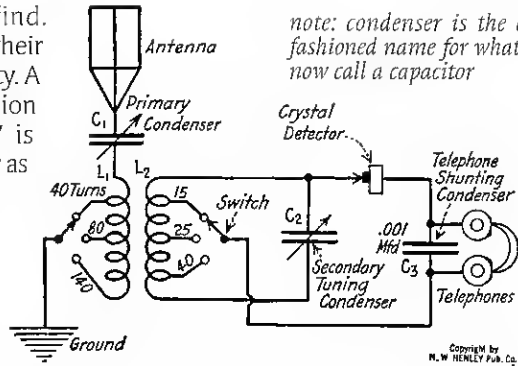 find.
heir
ty. A
ion
is
as
note: condenser is the
fashioned name for what
now call a capacitor
Antenna
C1
Primary
Condenser
Crystal
Detector
Telephone
Shunting
Condenser
L1
L2
40 Turns
80
140
15
25
40
Switch
C2
Secondary
Tuning
Condenser
.001
Mfd
C3
Telephones
Ground
Copyright by
N. W. HENLEY Pub. Co.